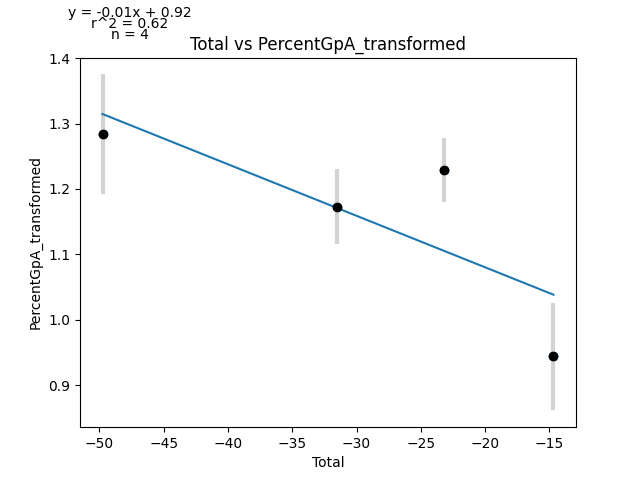 y = -0.01x + 0.92
r^2 = 0.62
n = 4
Total vs PercentGpA_transformed
PercentGpA_transformed
1.4
1.3
1.2
1.1
1.0
0.9
−50
−45
−40
−35
−30
−25
−20
−15
Total